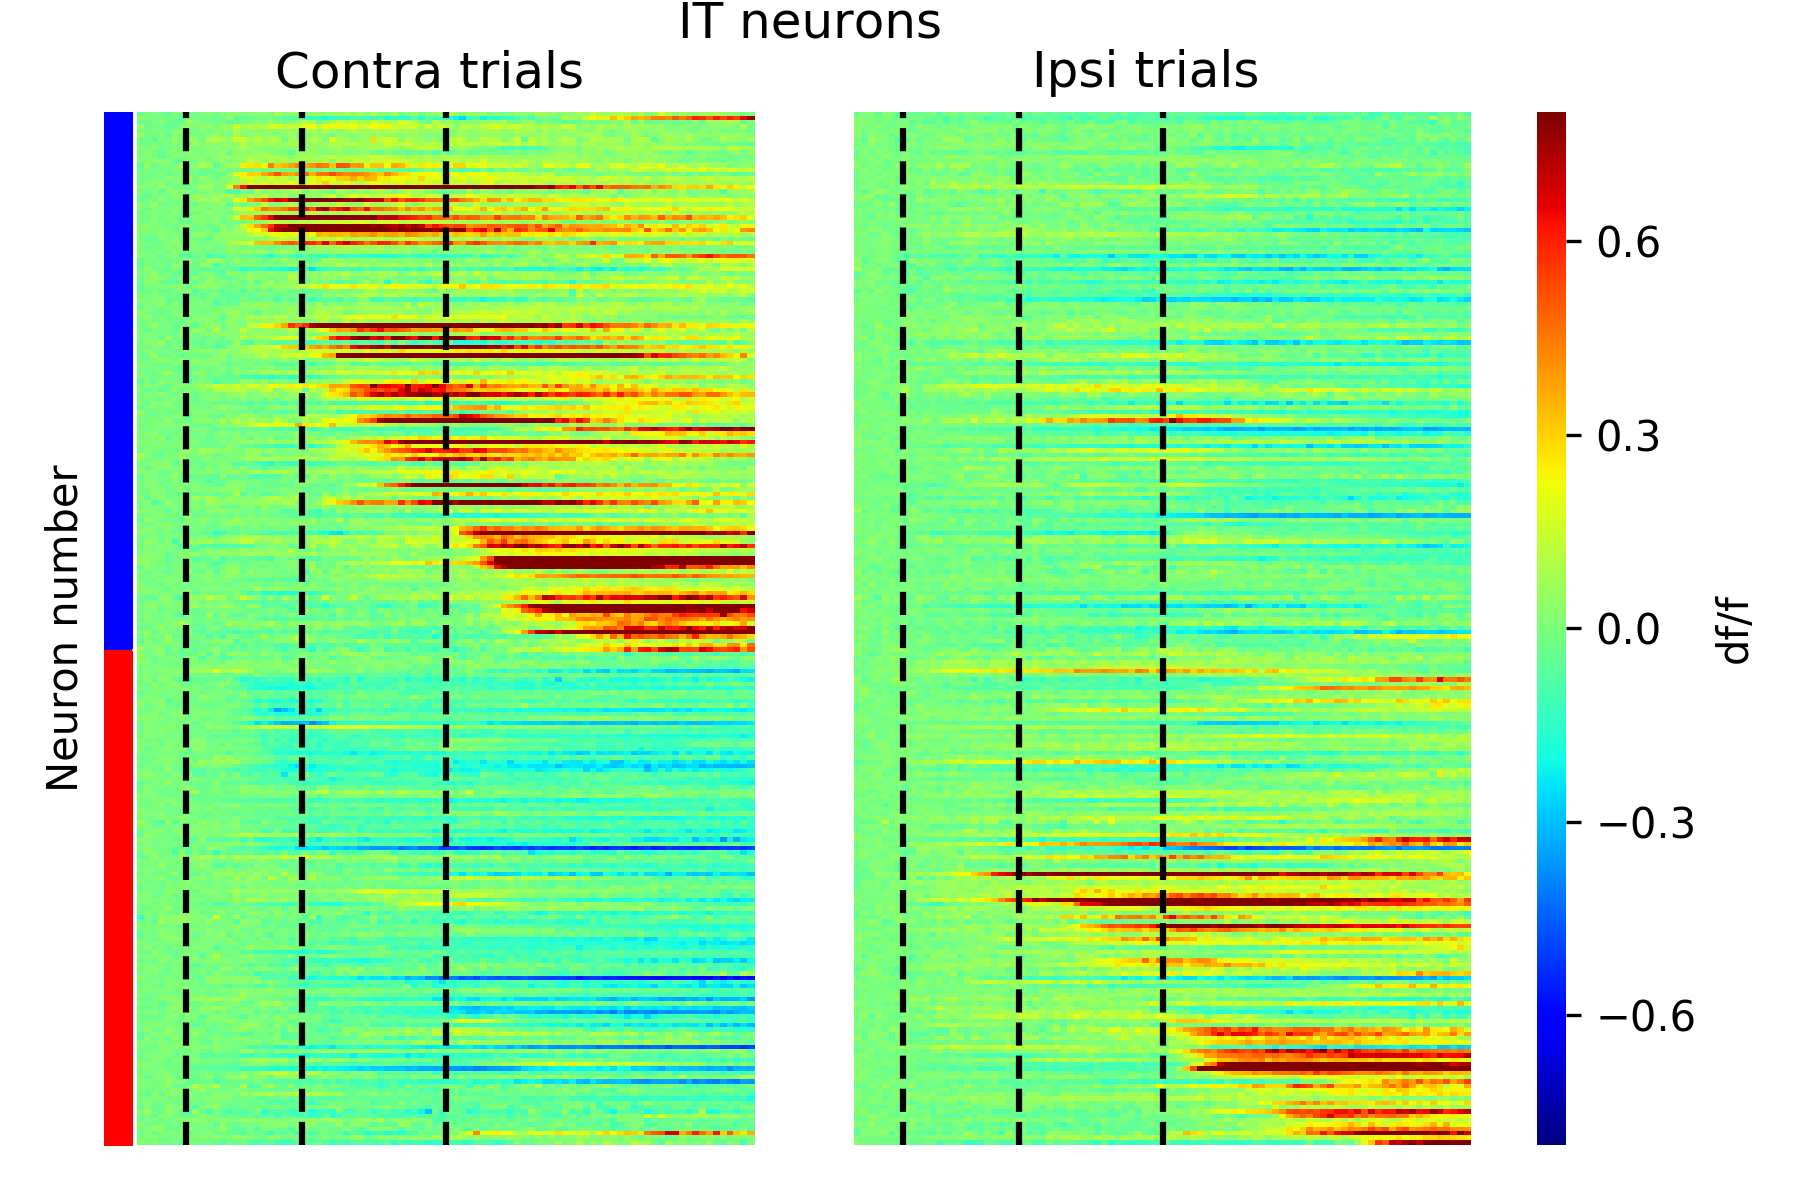 IT neurons
Contra trials
Ipsi trials
Neuron number
0.6
0.3
0.0
−0.3
−0.6
df/f